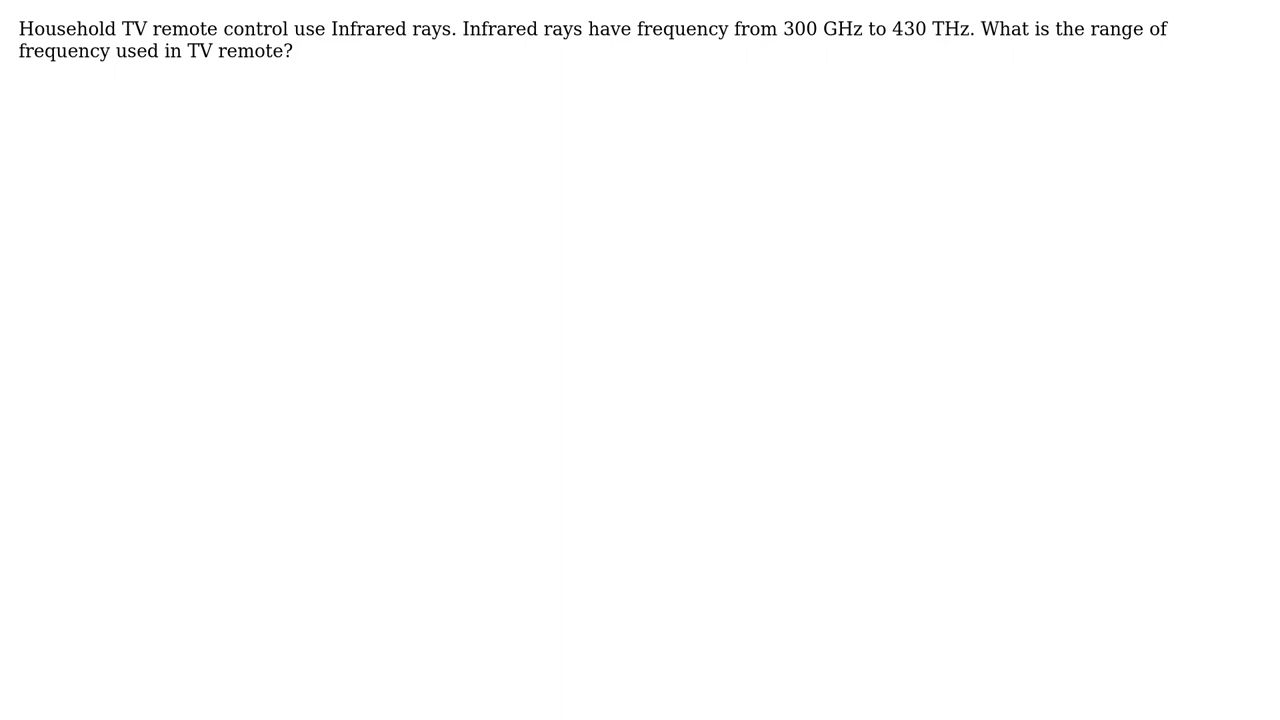 Household TV remote control use Infrared rays. Infrared rays have frequency from 300 GHz to 430 THz. What is the range of
frequency used in TV remote?